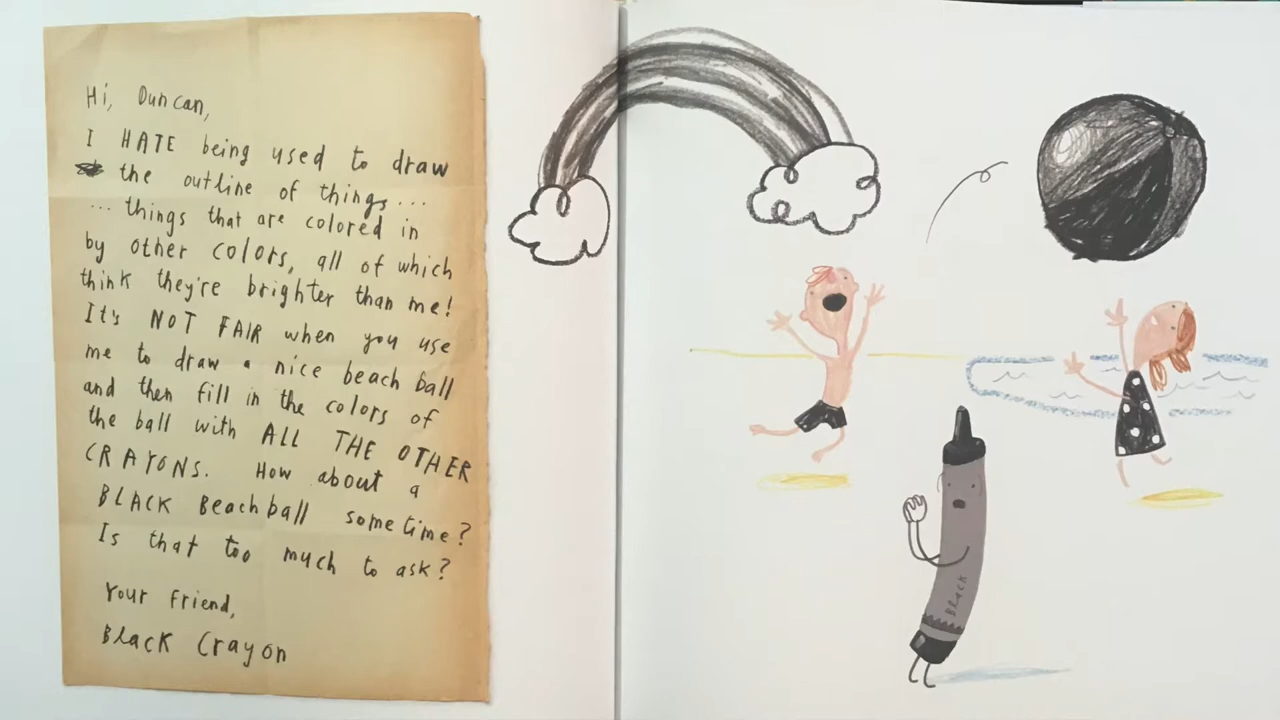 Hi, Duncan,
I HATE being used to draw
the outline of things...
...things that are colored in
by other colors, all of which
think they're brighter than me!
It's NOT FAIR when you use
me to draw a nice beach ball
and then fill in the colors of
the ball with ALL THE OTHER
CRAYONS. How about a
BLACK Beachball sometime?
Is that too much to ask?
Your friend,
Black Crayon
BLACK